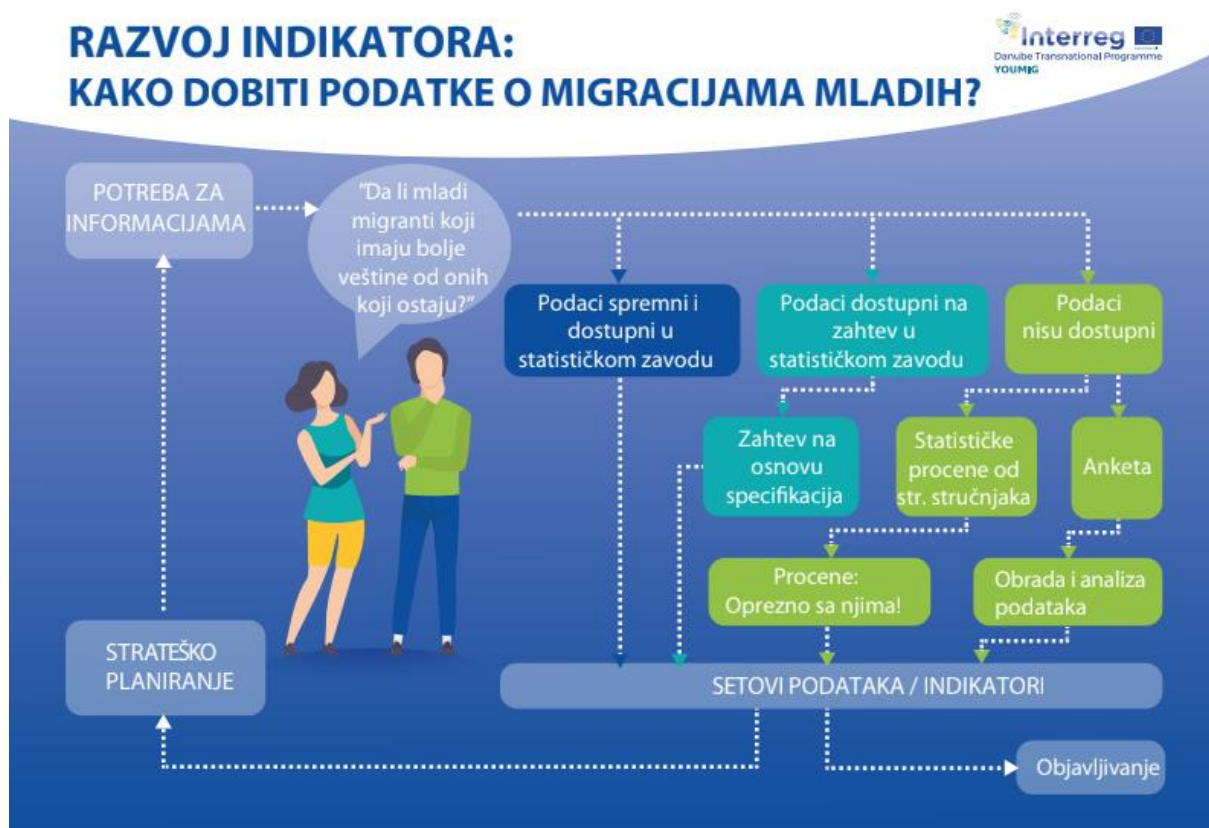 RAZVOJ INDIKATORA:
KAKO DOBITI PODATKE O MIGRACIJAMA MLADIH?
Interreg
Danube Transnational Programme
YOUMIG
POTREBA ZA
INFORMACIJAMA
"Da li mladi
migranti koji
imaju bolje
veštine od onih
koji ostaju?"
Podaci spremni i
dostupni u
statističkom zavodu
Podaci dostupni na
zahtev u
statističkom zavodu
Podaci
nisu dostupni
Zahtev na
osnovu
specifikacija
Statističke
procene od
str. stručnjaka
Anketa
Procene:
Oprezno sa njima!
Obrada i analiza
podataka
STRATEŠKO
PLANIRANJE
SETOVI PODATAKA / INDIKATORI
Objavljivanje